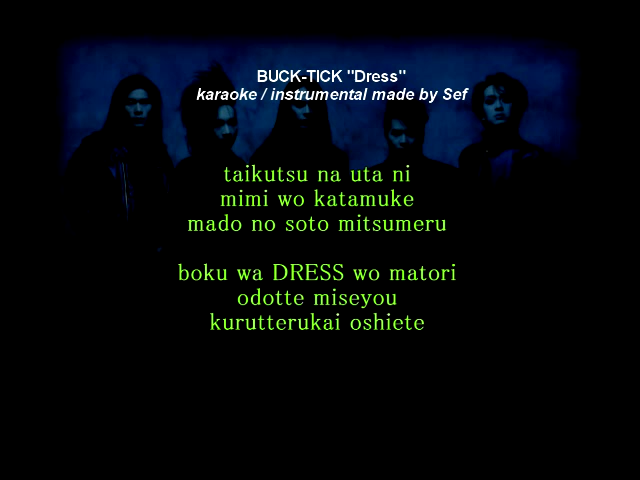 BUCK-TICK "Dress"
karaoke / instrumental made by Sef
taikutsu na uta ni
mimi wo katamuke
mado no soto mitsumeru
boku wa DRESS wo matori
odotte miseyou
kurutterukai oshiete